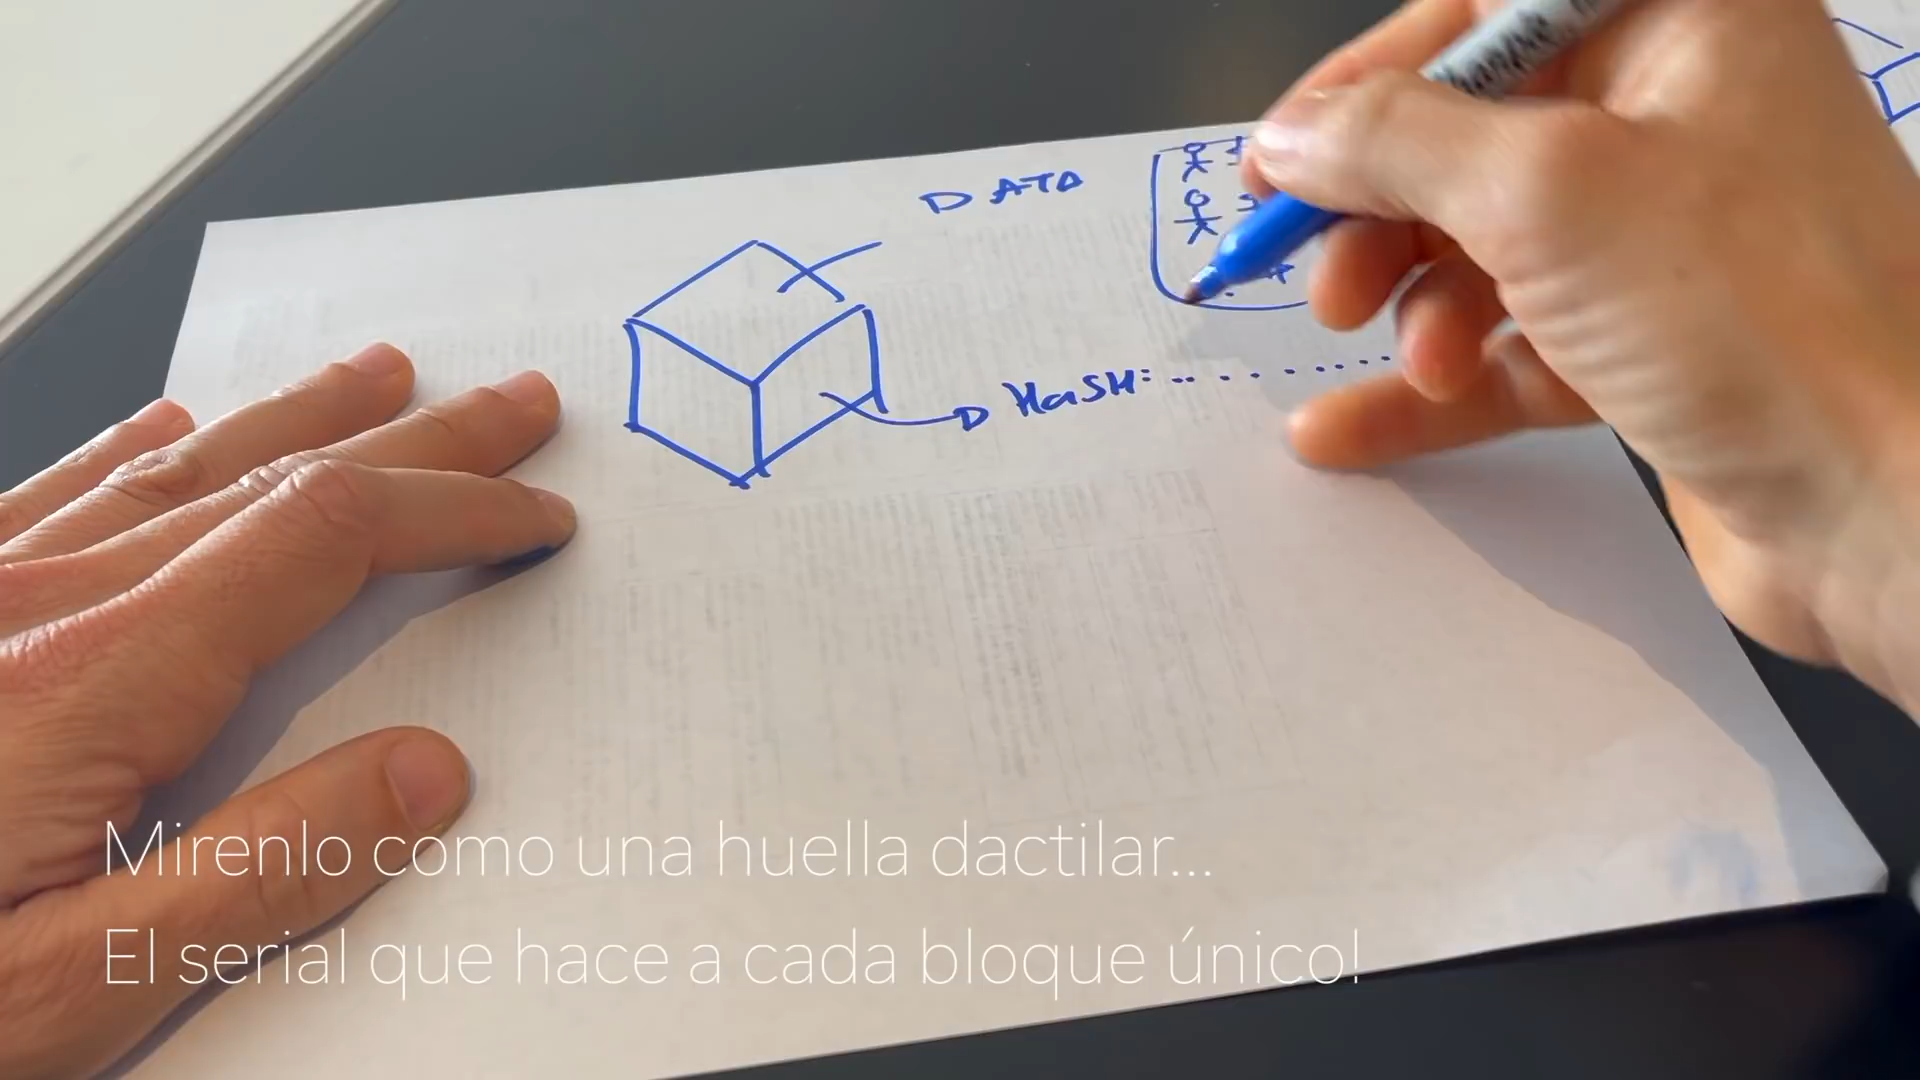 DATA
HaSH:
Mirenlo como una huella dactilar...
El serial que hace a cada bloque único!